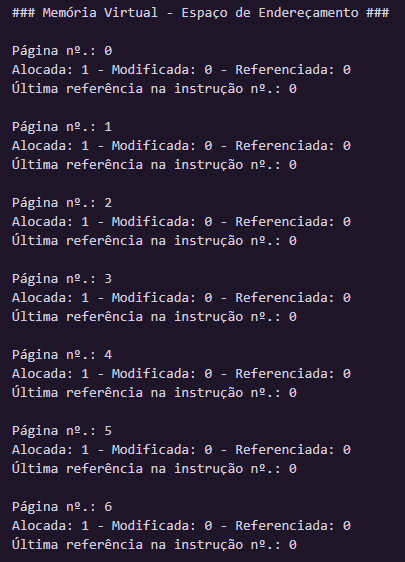 ### Memória Virtual - Espaço de Endereçamento ###
Página nº.: 0
Alocada: 1 - Modificada: 0 - Referenciada: 0
Última referência na instrução nº.: 0
Página nº.: 1
Alocada: 1 - Modificada: 0 - Referenciada: 0
Última referência na instrução nº.: 0
Página nº.: 2
Alocada: 1 - Modificada: 0 - Referenciada: 0
Última referência na instrução nº.: 0
Página nº.: 3
Alocada: 1 - Modificada: 0 - Referenciada: 0
Última referência na instrução nº.: 0
Página nº.: 4
Alocada: 1 - Modificada: 0 - Referenciada: 0
Última referência na instrução nº.: 0
Página nº.: 5
Alocada: 1 - Modificada: 0 - Referenciada: 0
Última referência na instrução nº.: 0
Página nº.: 6
Alocada: 1 - Modificada: 0 - Referenciada: 0
Última referência na instrução nº.: 0